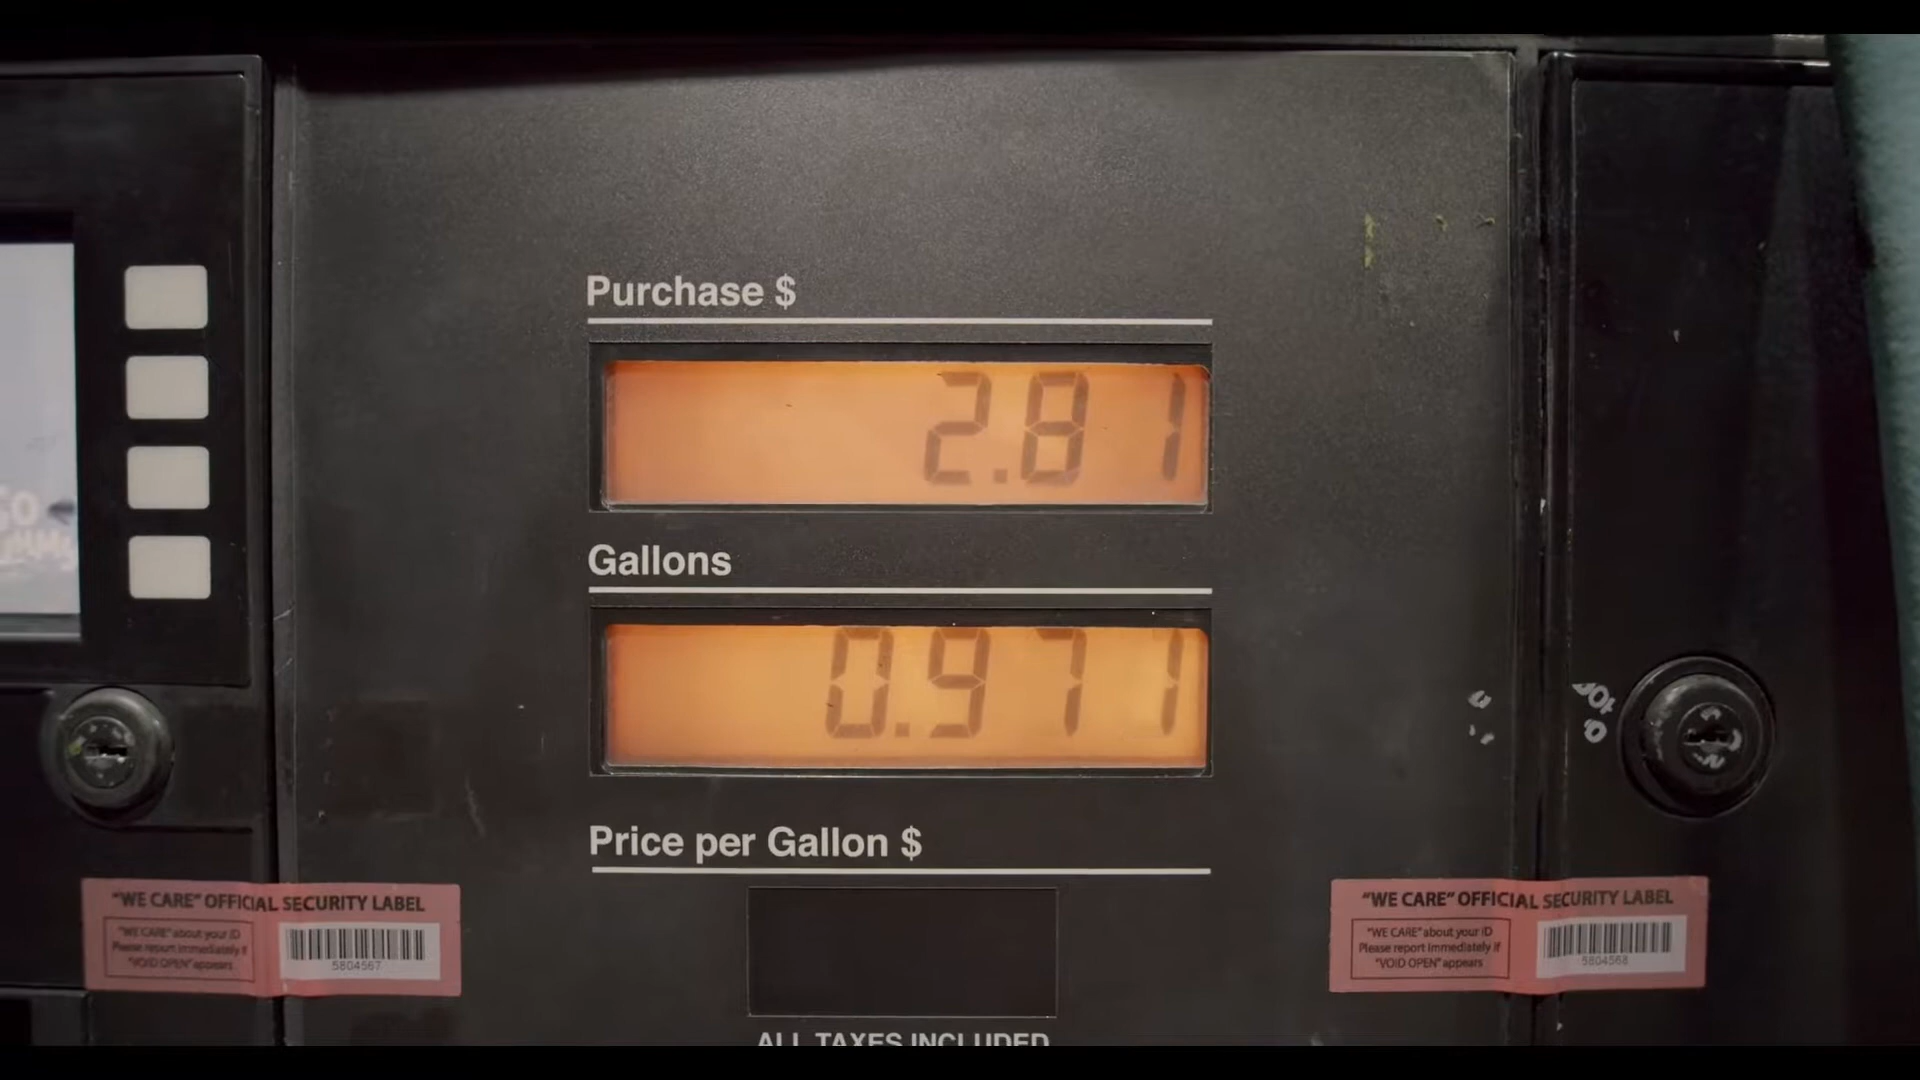 Purchase $
2.81
Gallons
0.971
Price per Gallon $
"WE CARE" OFFICIAL SECURITY LABEL
"WE CARE" about your ID
Please report immediately if
"VOID OPEN" appears
5804567
"WE CARE" OFFICIAL SECURITY LABEL
"WE CARE" about your ID
Please report immediately if
"VOID OPEN" appears
5804568
ALL TAXES INCLUDED